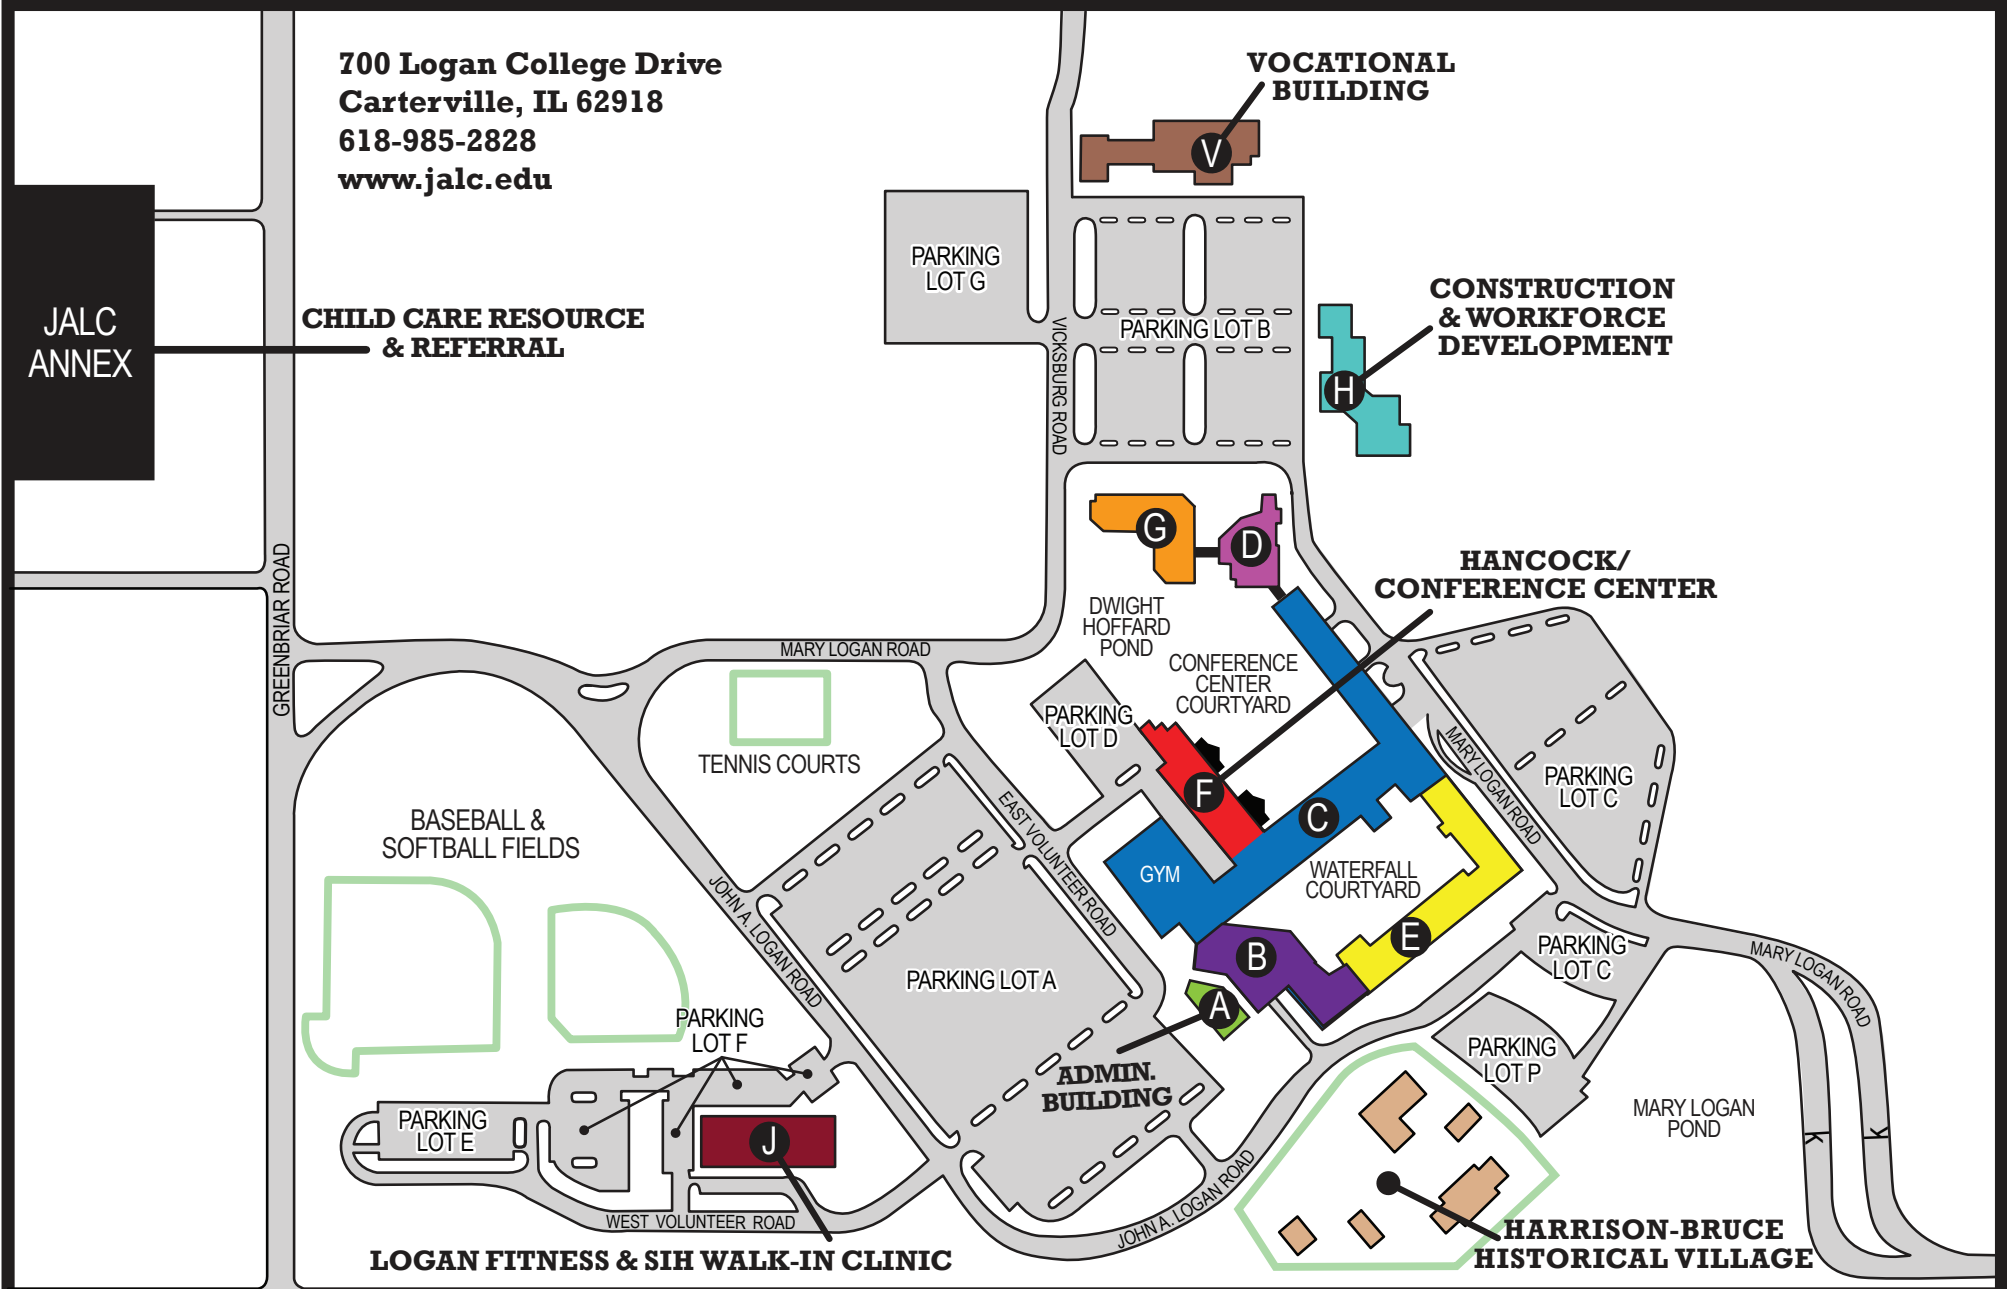 700 Logan College Drive
Carterville, IL 62918
618-985-2828
www.jalc.edu
VOCATIONAL
BUILDING
V
PARKING
LOT G
PARKING LOT B
VICKSBURG ROAD
CONSTRUCTION
& WORKFORCE
DEVELOPMENT
H
JALC
ANNEX
CHILD CARE RESOURCE
& REFERRAL
GREENBRIAR ROAD
G
D
HANCOCK/
CONFERENCE CENTER
DWIGHT
HOFFARD
POND
MARY LOGAN ROAD
CONFERENCE
CENTER
COURTYARD
PARKING
LOT D
TENNIS COURTS
MARY LOGAN ROAD
PARKING
LOT C
F
C
EAST VOLUNTEER ROAD
BASEBALL &
SOFTBALL FIELDS
GYM
WATERFALL
COURTYARD
JOHN A. LOGAN ROAD
E
B
PARKING
LOT C
MARY LOGAN ROAD
PARKING LOT A
A
PARKING
LOT F
ADMIN.
BUILDING
PARKING
LOT P
MARY LOGAN
POND
PARKING
LOT E
J
K
K
JOHN A. LOGAN ROAD
WEST VOLUNTEER ROAD
HARRISON-BRUCE
HISTORICAL VILLAGE
LOGAN FITNESS & SIH WALK-IN CLINIC